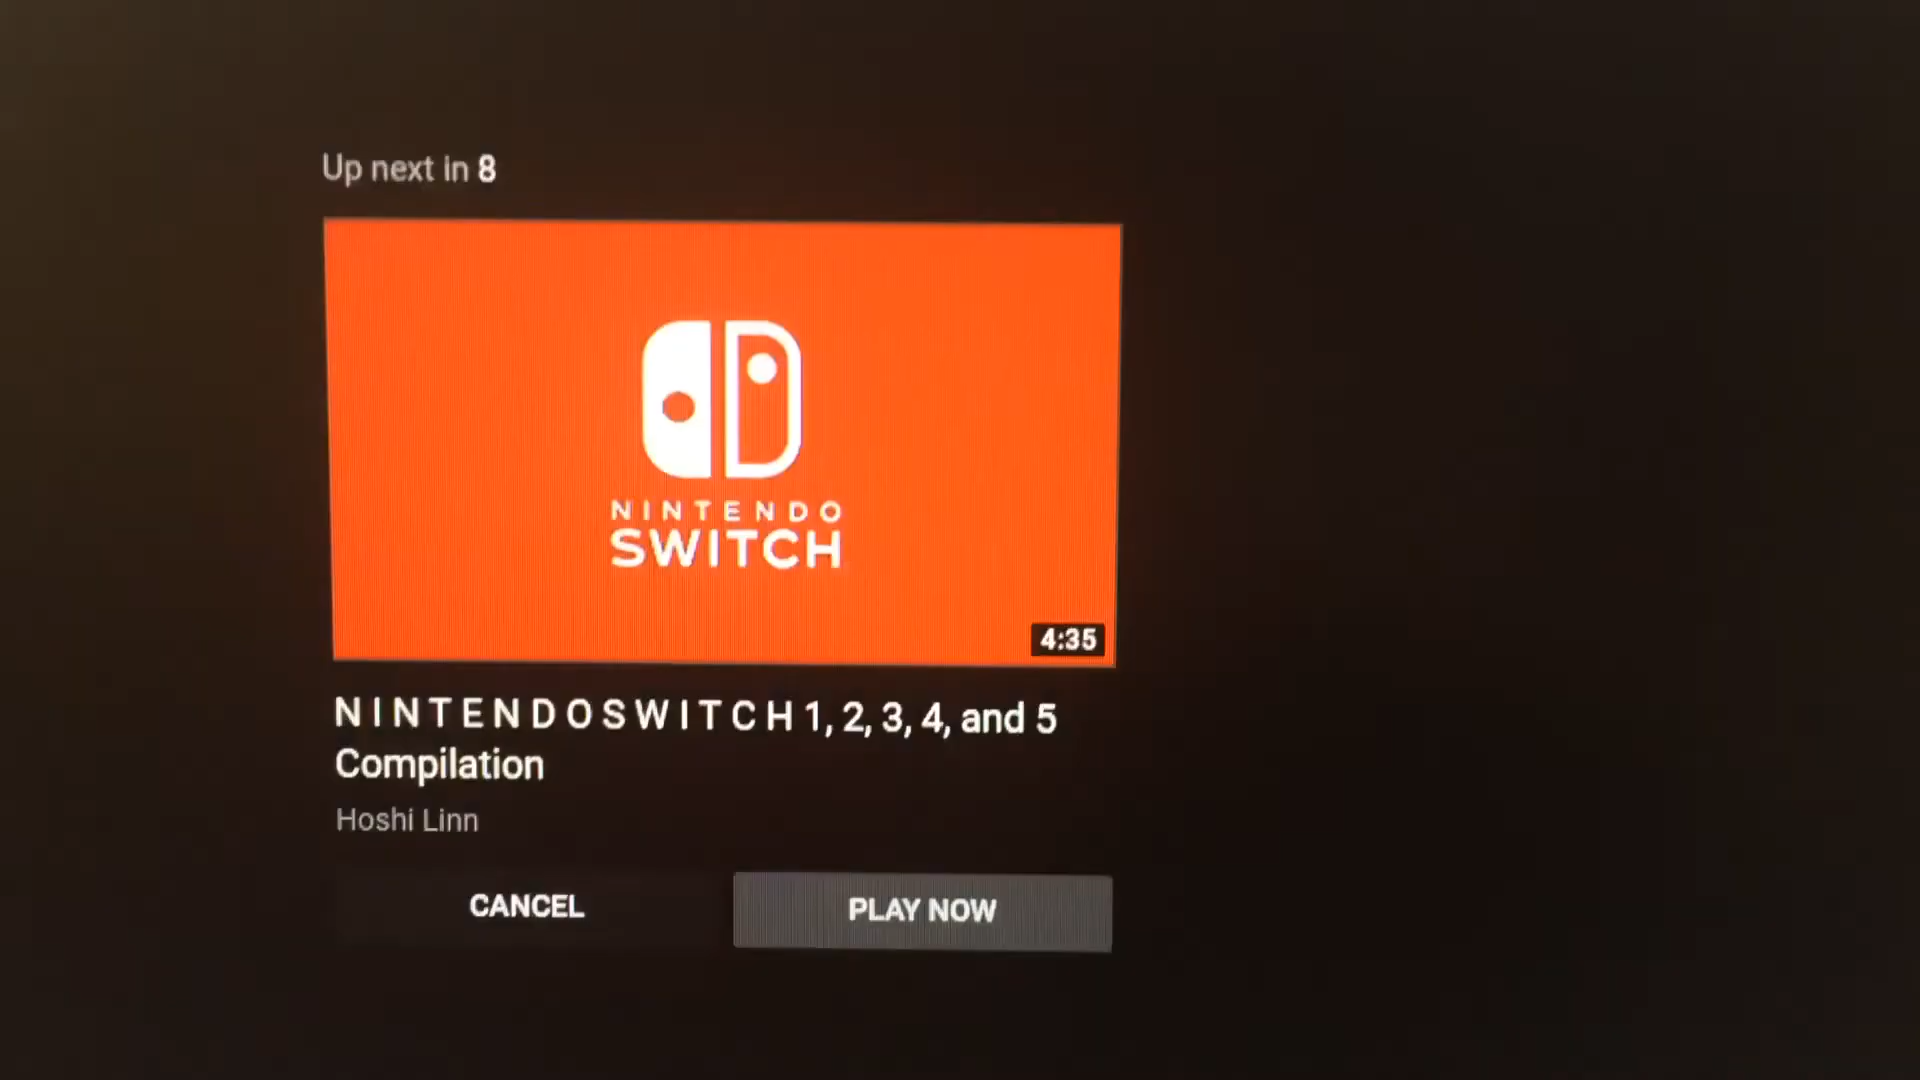 Up next in 8
NINTENDO
SWITCH
4:35
N I N T E N D O S W I T C H 1, 2, 3, 4, and 5
Compilation
Hoshi Linn
CANCEL
PLAY NOW